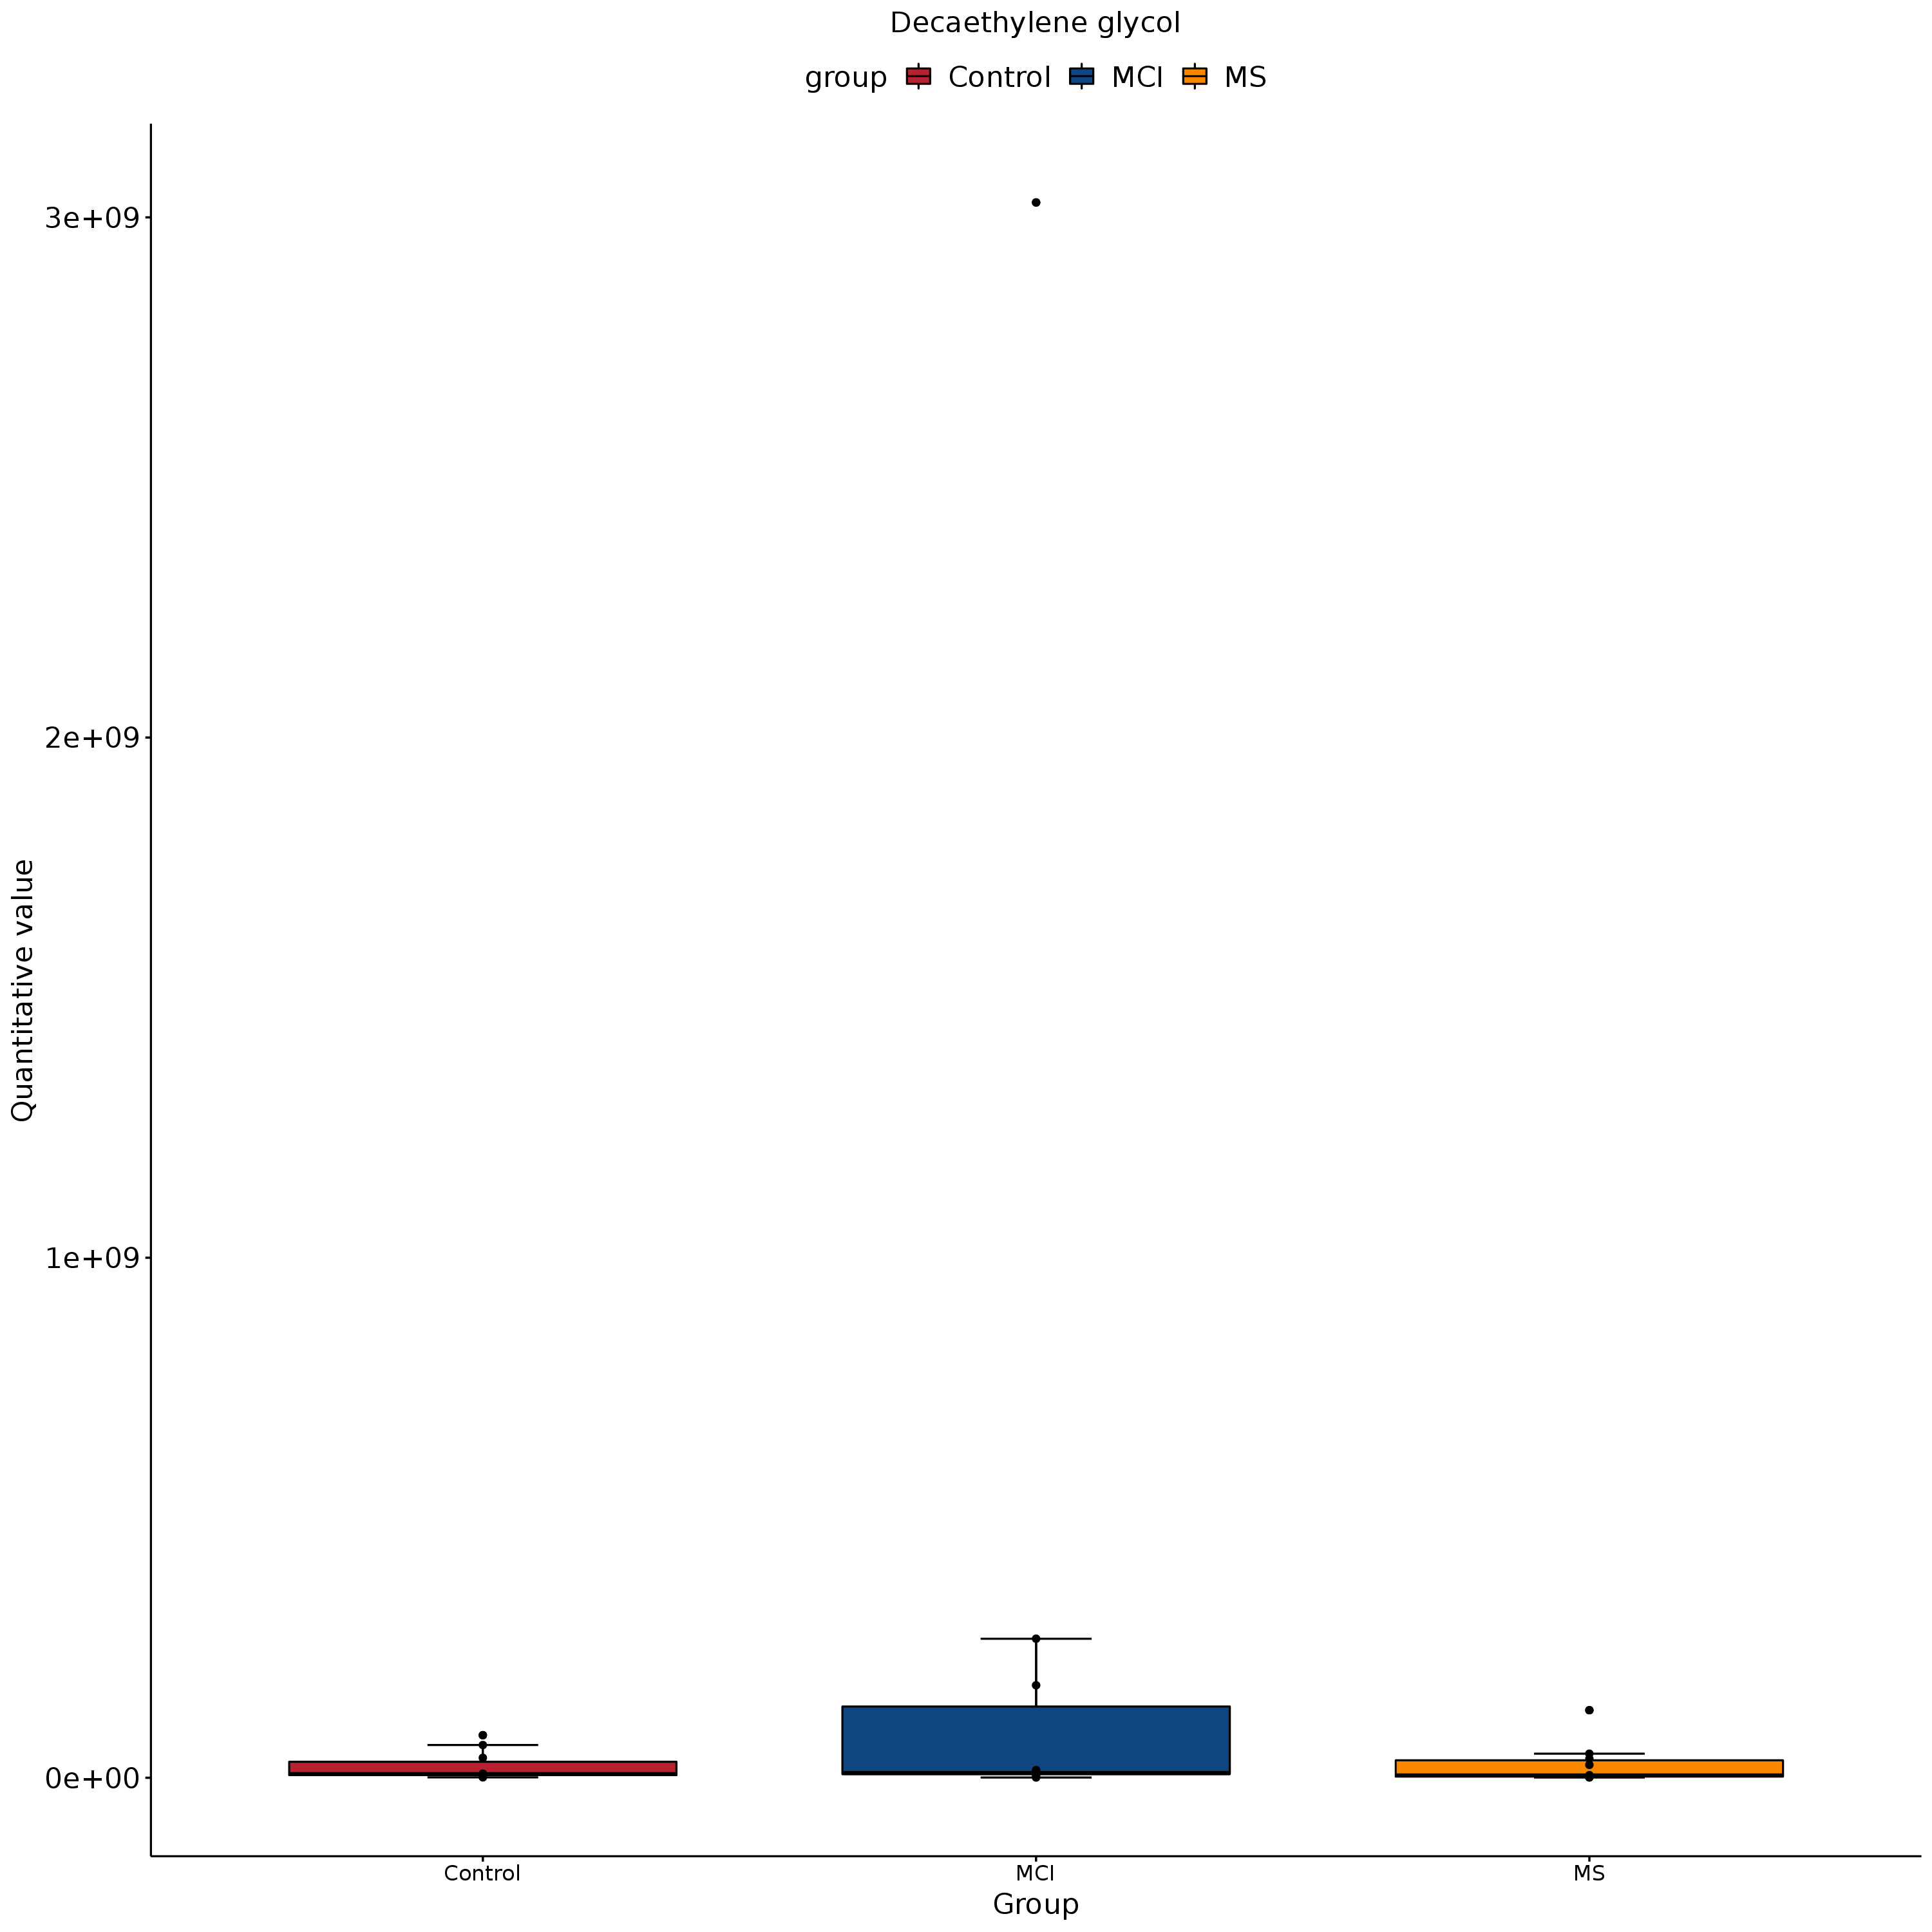 Decaethylene glycol
group Control MCI MS
3e+09
2e+09
1e+09
0e+00
Quantitative value
Control MCI MS
Group